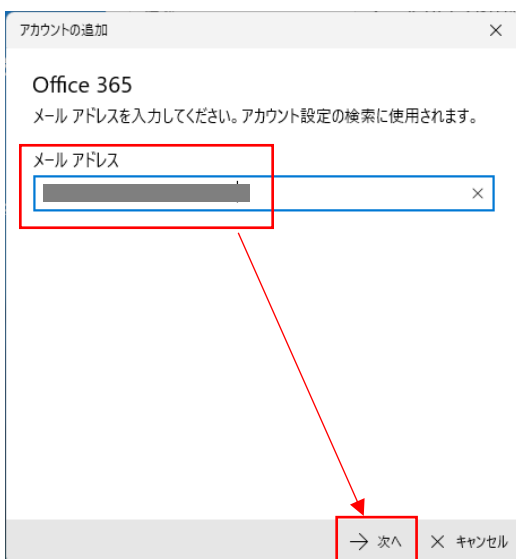 アカウントの追加
Office 365
メール アドレスを入力してください。アカウント設定の検索に使用されます。
メール アドレス
次へ
キャンセル